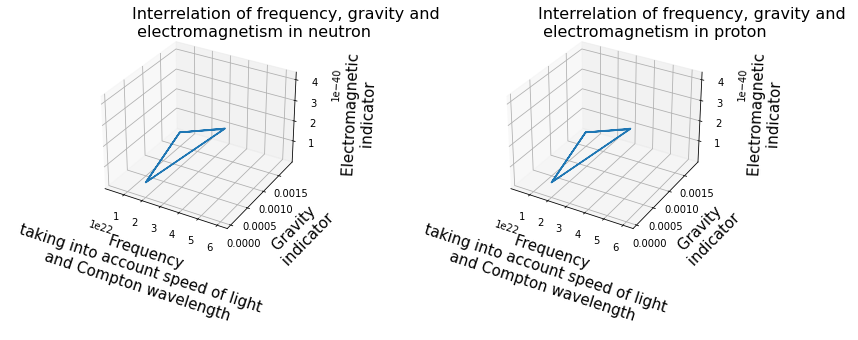 Interrelation of frequency, gravity and
electromagnetism in neutron
4
3
2
1
1e−40
Electromagnetic
indicator
0.0015
0.0010
0.0005
0.0000
Gravity
indicator
1 2 3 4 5 6
1e22
Frequency
taking into account speed of light
and Compton wavelength
Interrelation of frequency, gravity and
electromagnetism in proton
4
3
2
1
1e−40
Electromagnetic
indicator
0.0015
0.0010
0.0005
0.0000
Gravity
indicator
1 2 3 4 5 6
1e22
Frequency
taking into account speed of light
and Compton wavelength